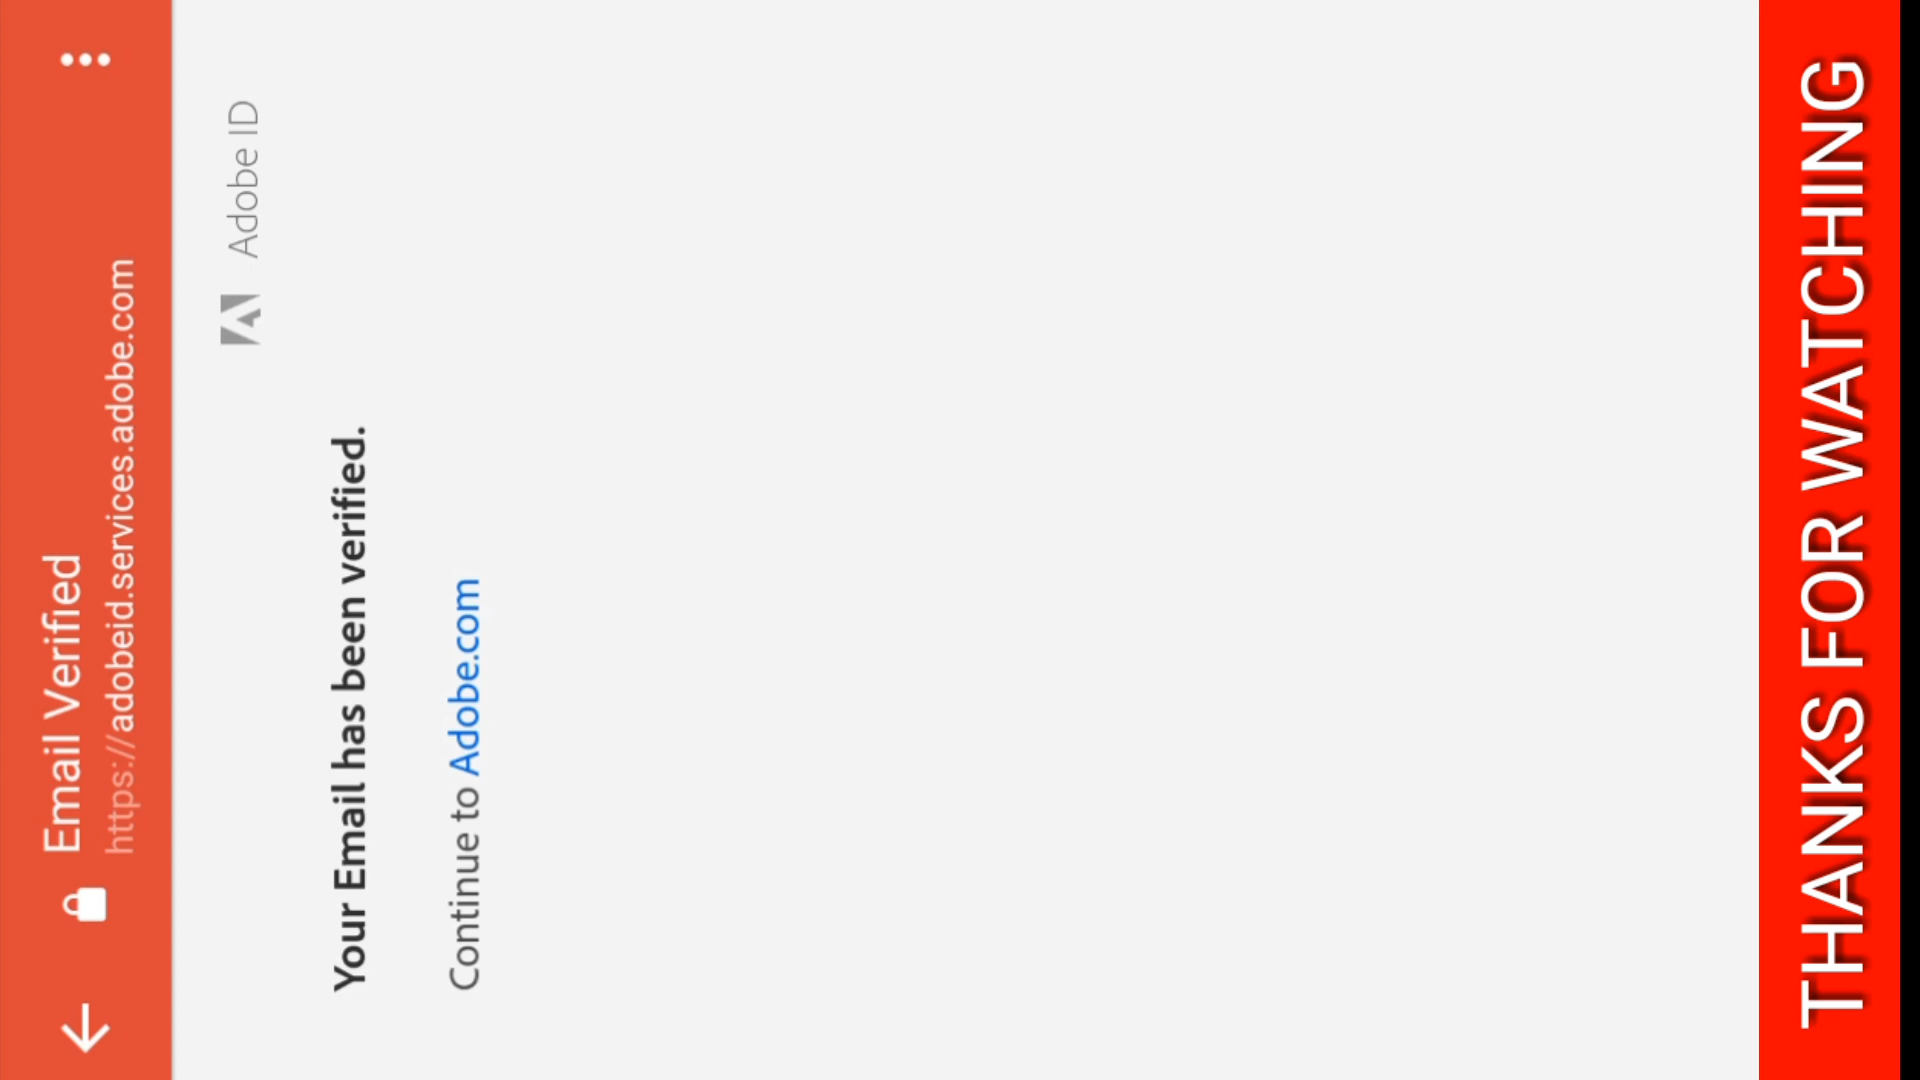 Email Verified
https://adobeid.services.adobe.com
Adobe ID
Your Email has been verified.
Continue to Adobe.com
THANKS FOR WATCHING